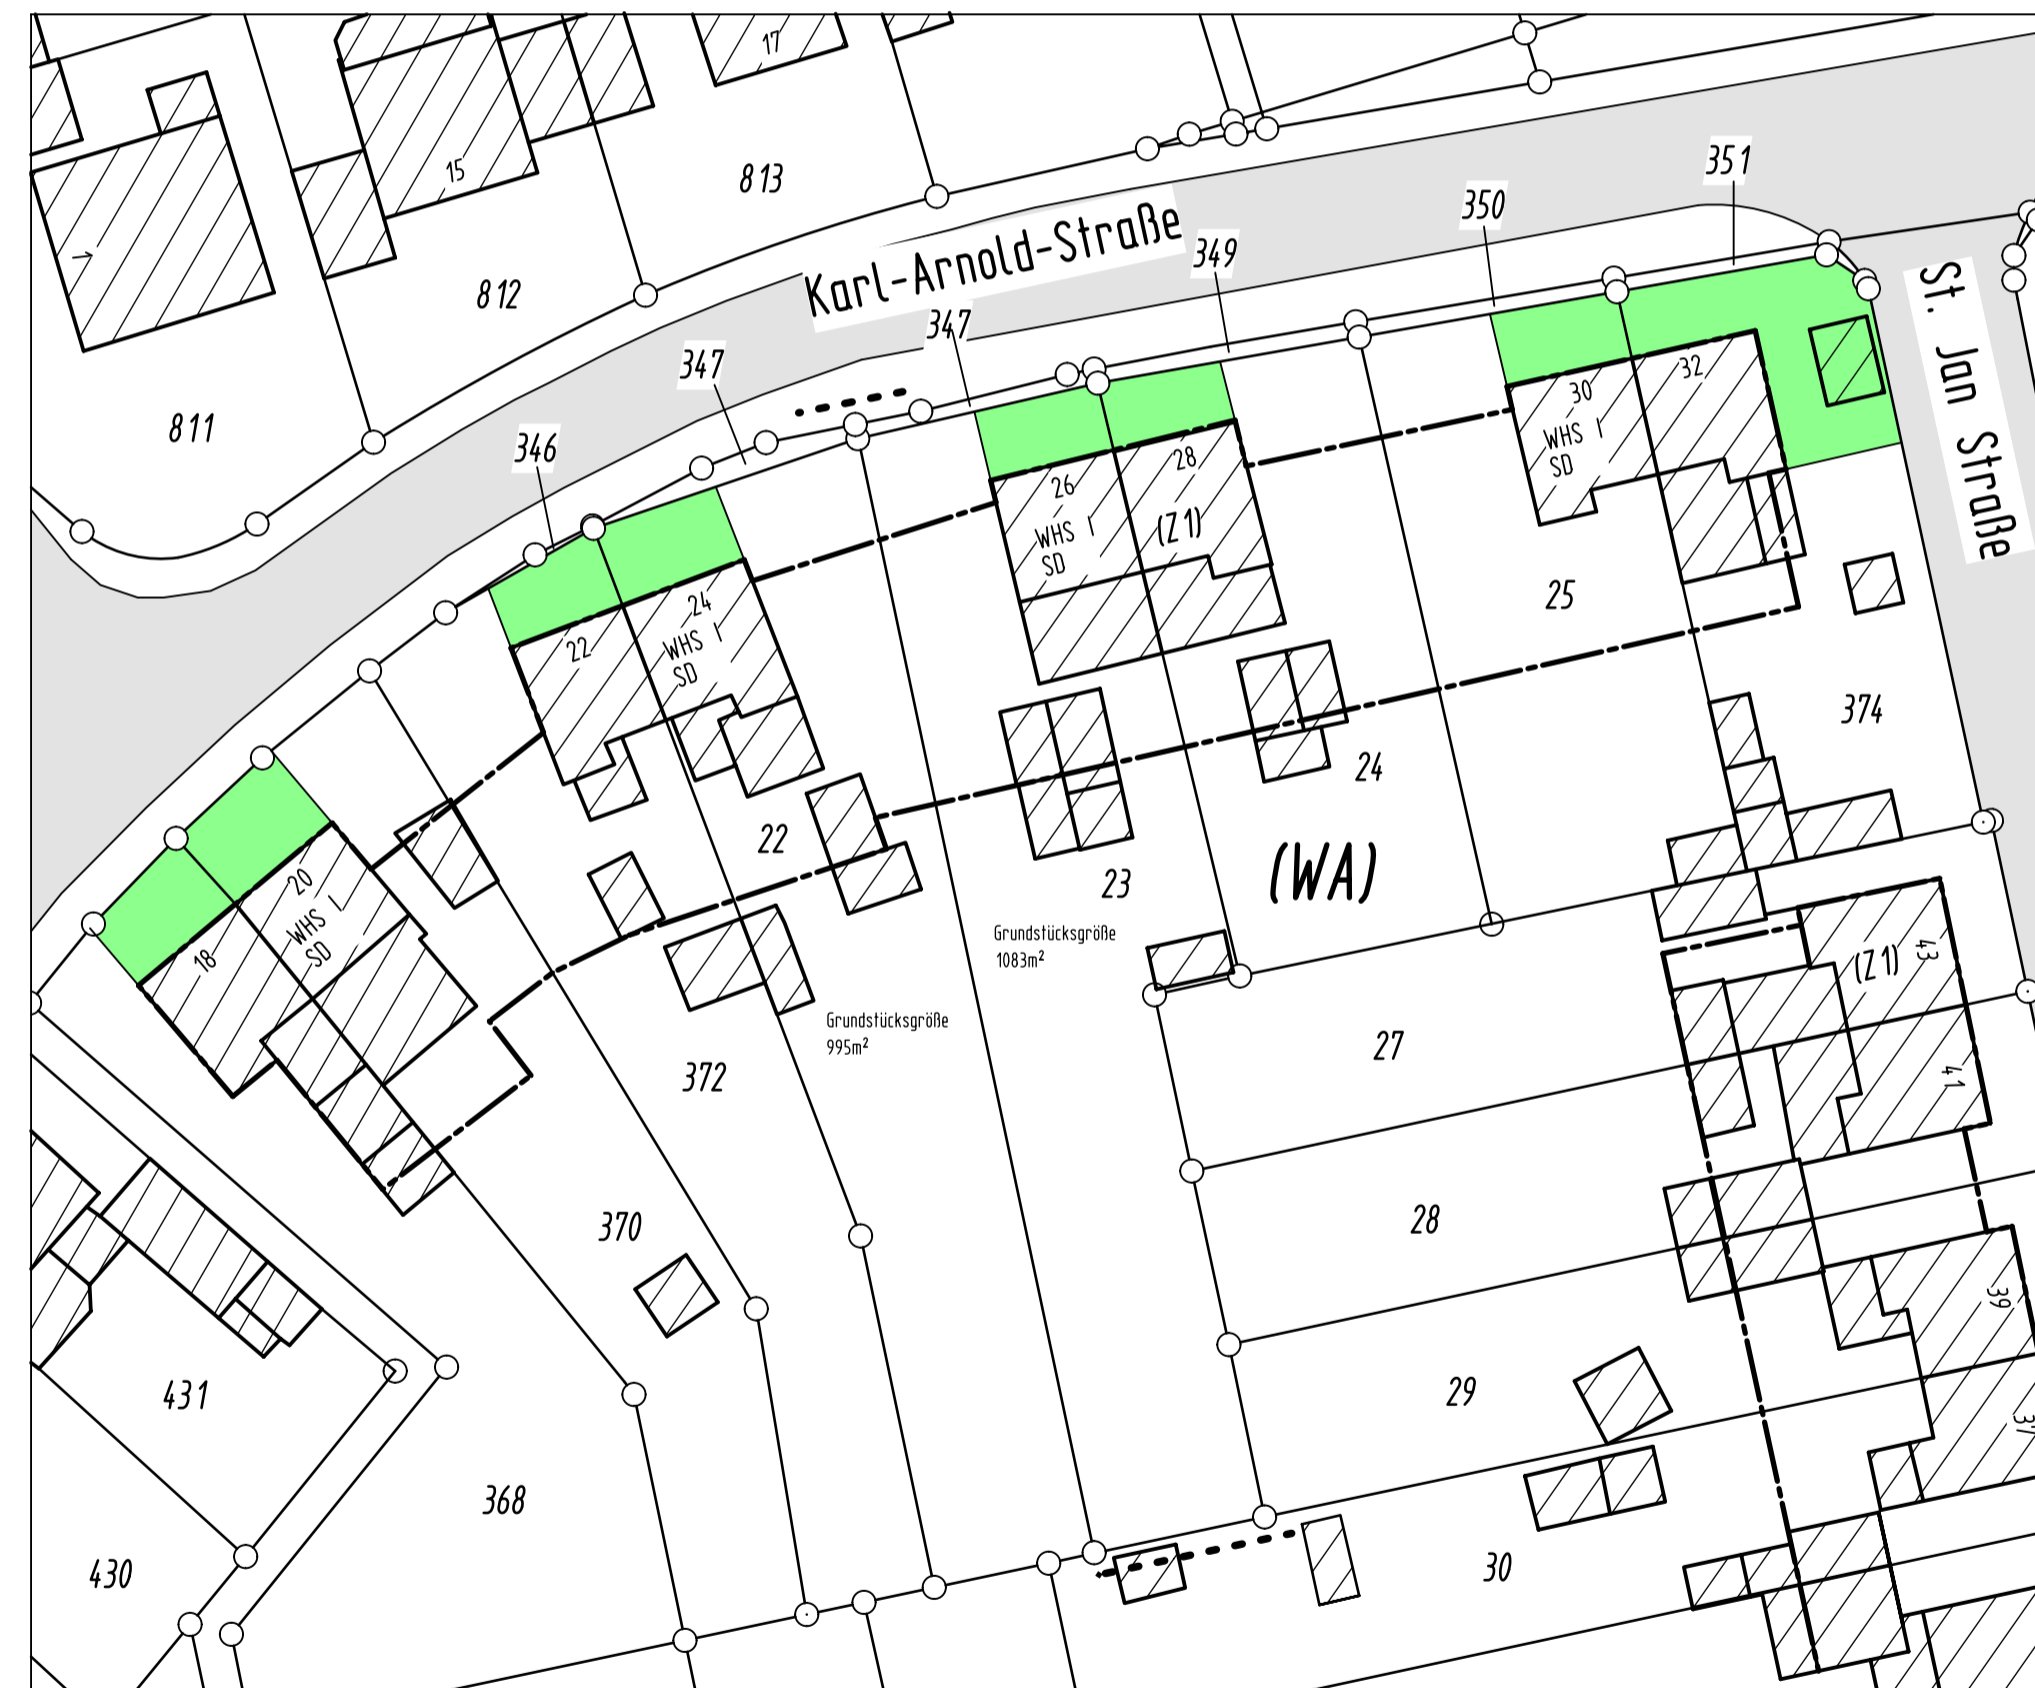 17
15
1
813
812
811
Karl-Arnold-Straße
351
350
349
347
347
346
St. Jan Straße
32
30
WHS I
SD
28
26
WHS I
SD
(Z1)
24
WHS I
SD
22
25
374
24
22
23
(WA)
20
WHS I
SD
18
Grundstücksgröße
1083m²
Grundstücksgröße
995m²
(Z1)
43
41
27
372
370
28
39
29
37
431
368
430
30